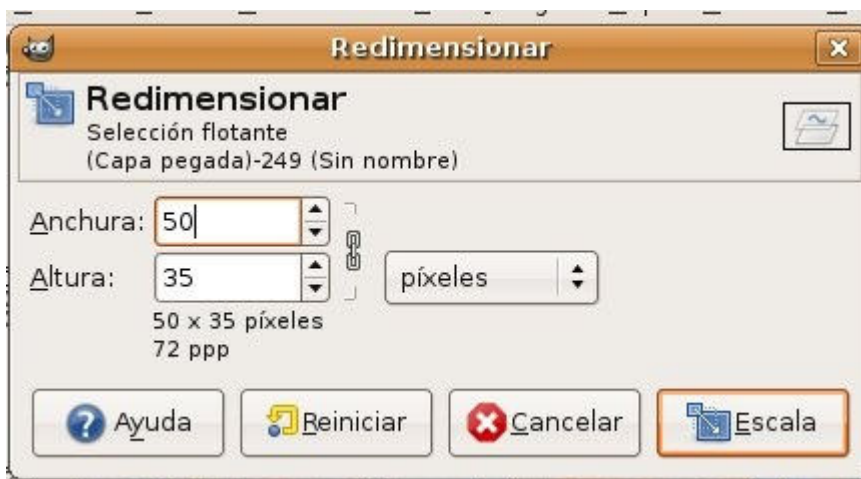 Redimensionar
Redimensionar
Selección flotante
(Capa pegada)-249 (Sin nombre)
Anchura: 50
Altura: 35 píxeles
50 x 35 píxeles
72 ppp
Ayuda Reiniciar Cancelar Escala